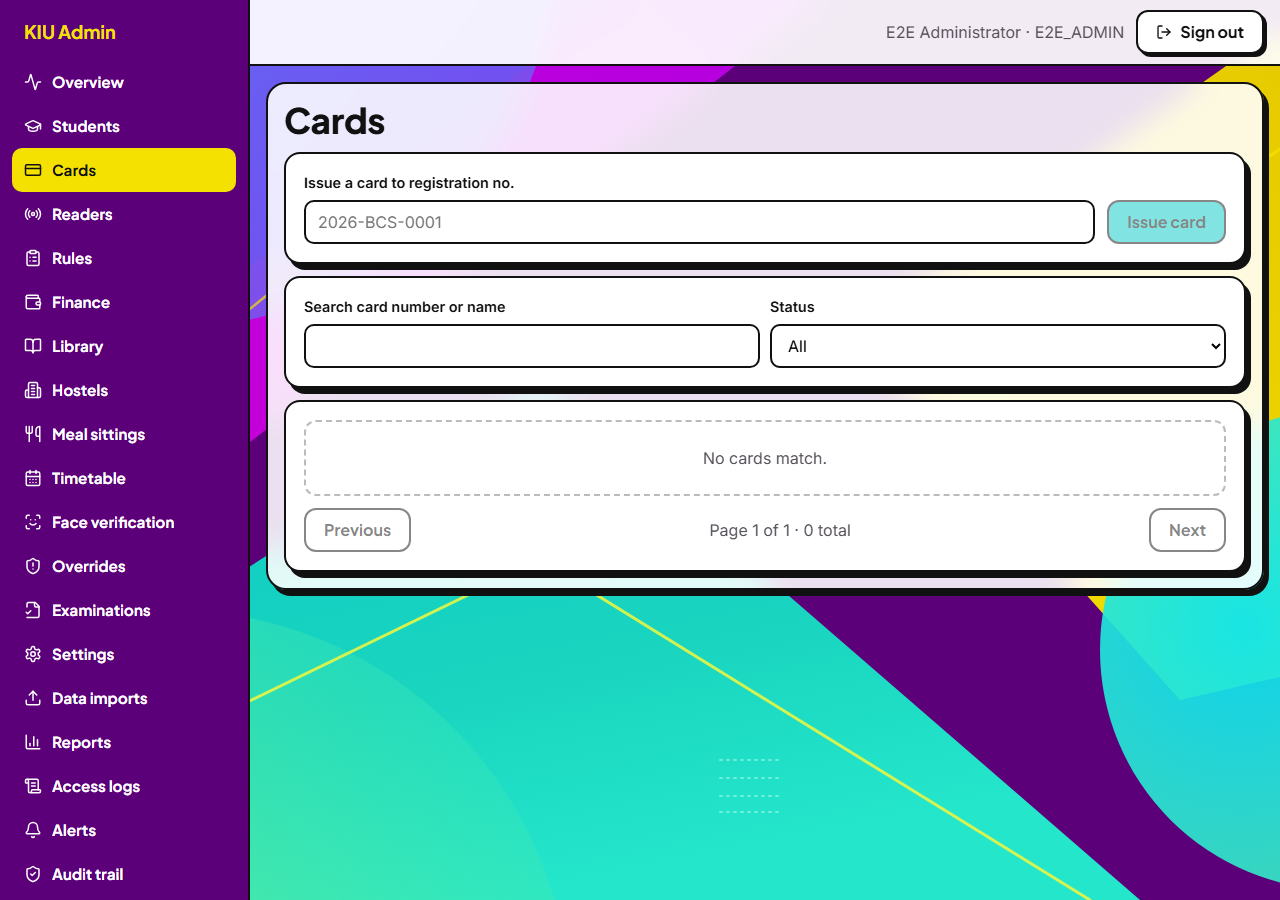 KIU Admin
Overview
Students
Cards
Readers
Rules
Finance
Library
Hostels
Meal sittings
Timetable
Face verification
Overrides
Examinations
Settings
Data imports
Reports
Access logs
Alerts
Audit trail
E2E Administrator · E2E_ADMIN
Sign out
Cards
Issue a card to registration no.
2026-BCS-0001
Issue card
Search card number or name
Status
All
No cards match.
Previous
Page 1 of 1 · 0 total
Next